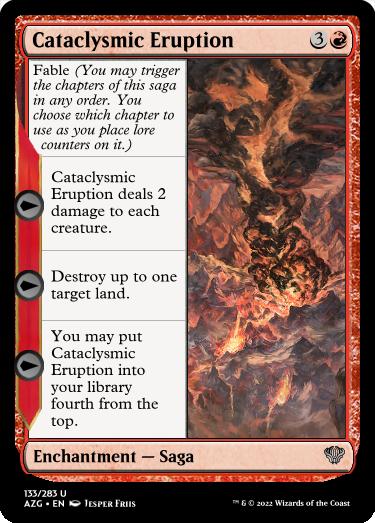 Cataclysmic Eruption 3
Fable (You may trigger
the chapters of this saga
in any order. You
choose which chapter to
use as you place lore
counters on it.)
Cataclysmic
Eruption deals 2
damage to each
creature.
Destroy up to one
target land.
You may put
Cataclysmic
Eruption into
your library
fourth from the
top.
Enchantment — Saga
133/283 U
AZG • EN Jesper Friis
™ & © 2022 Wizards of the Coast